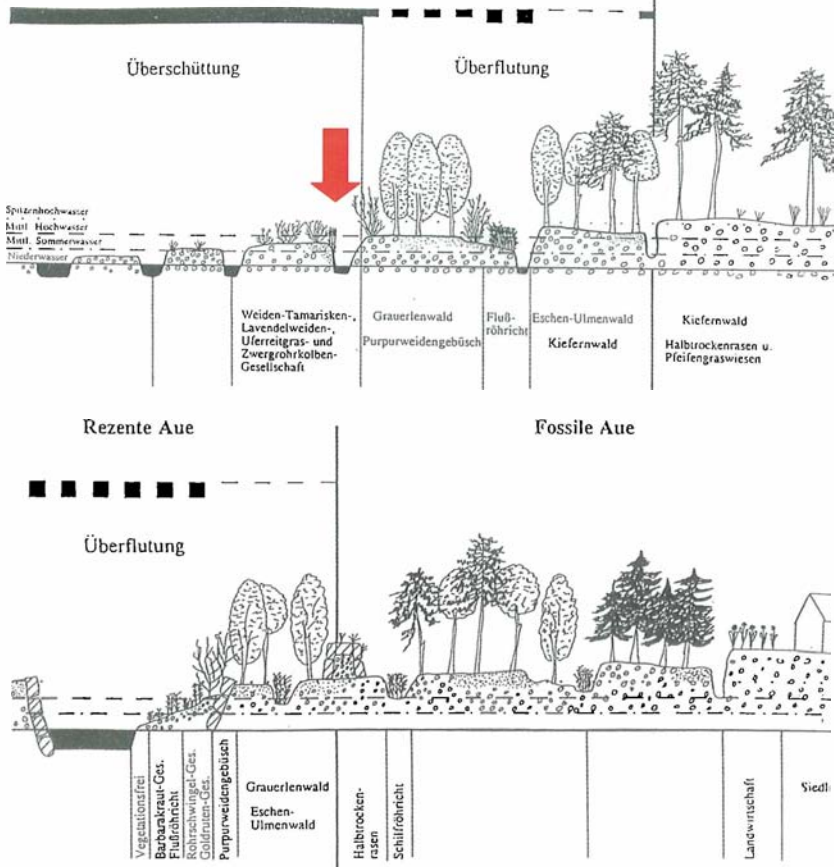 Überschüttung
Überflutung
Spitzenhochwasser
Mittl. Hochwasser
Mittl. Sommerwasser
Niederwasser
Weiden-Tamarisken-,
Lavendelweiden-,
Uferreitgras- und
Zwergrohrkolben-
Gesellschaft
Grauerlenwald
Purpurweidengebüsch
Fluß-
röhricht
Eschen-Ulmenwald
Kiefernwald
Kiefernwald
Halbtrockenrasen u.
Pfeifengraswiesen
Rezente Aue
Fossile Aue
Überflutung
Vegetationsfrei
Barbarakraut-Ges.
Flußröhricht
Rohrschwingel-Ges.
Goldruten-Ges.
Purpurweidengebüsch
Grauerlenwald
Eschen-
Ulmenwald
Halbtrocken-
rasen
Schilfröhricht
Landwirtschaft
Siedl